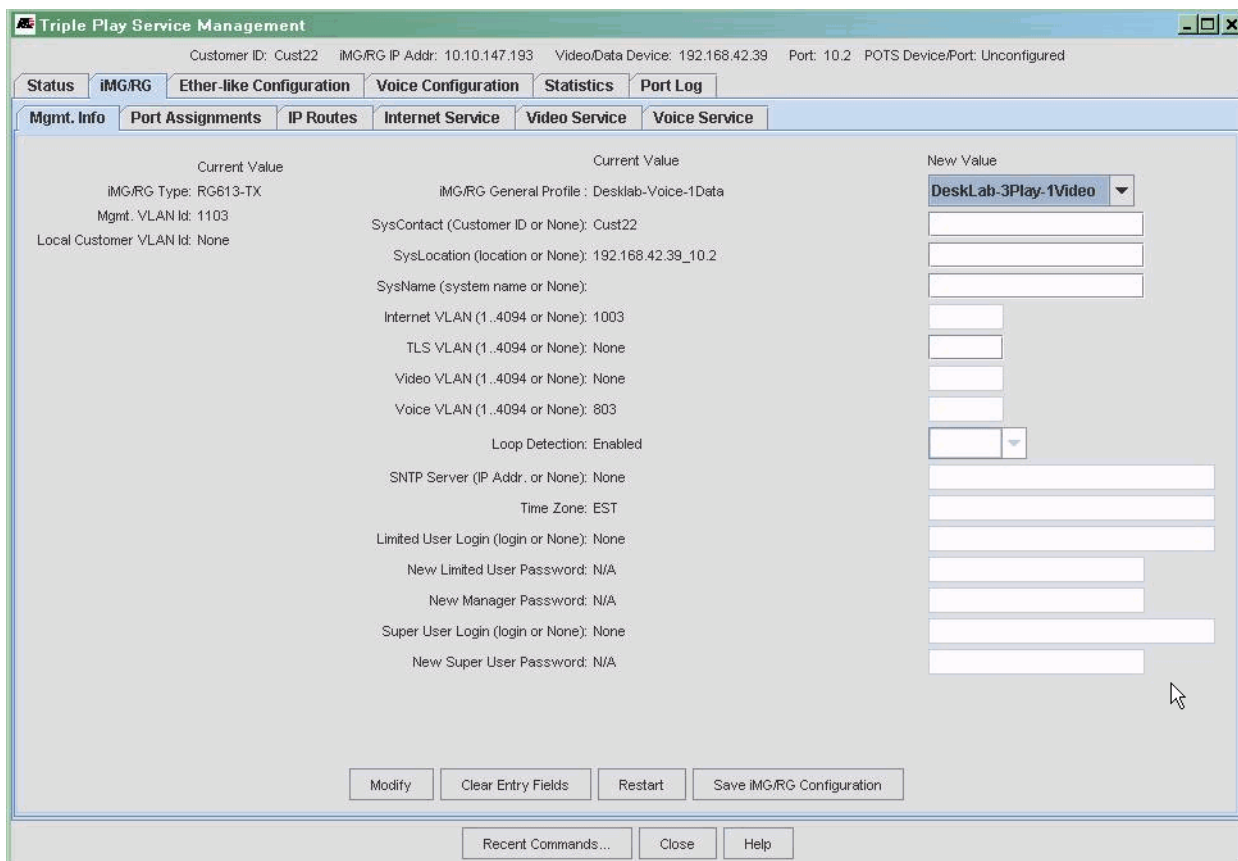 Triple Play Service Management
Customer ID: Cust22 iMG/RG IP Addr: 10.10.147.193 Video/Data Device: 192.168.42.39 Port: 10.2 POTS Device/Port: Unconfigured
Status iMG/RG Ether-like Configuration Voice Configuration Statistics Port Log
Mgmt. Info Port Assignments IP Routes Internet Service Video Service Voice Service
Current Value Current Value New Value
iMG/RG Type: RG613-TX iMG/RG General Profile : Desklab-Voice-1Data DeskLab-3Play-1Video
Mgmt. VLAN Id: 1103
SysContact (Customer ID or None): Cust22
Local Customer VLAN Id: None
SysLocation (location or None): 192.168.42.39_10.2
SysName (system name or None):
Internet VLAN (1..4094 or None): 1003
TLS VLAN (1..4094 or None): None
Video VLAN (1..4094 or None): None
Voice VLAN (1..4094 or None): 803
Loop Detection: Enabled
SNTP Server (IP Addr. or None): None
Time Zone: EST
Limited User Login (login or None): None
New Limited User Password: N/A
New Manager Password: N/A
Super User Login (login or None): None
New Super User Password: N/A
Modify Clear Entry Fields Restart Save iMG/RG Configuration
Recent Commands... Close Help